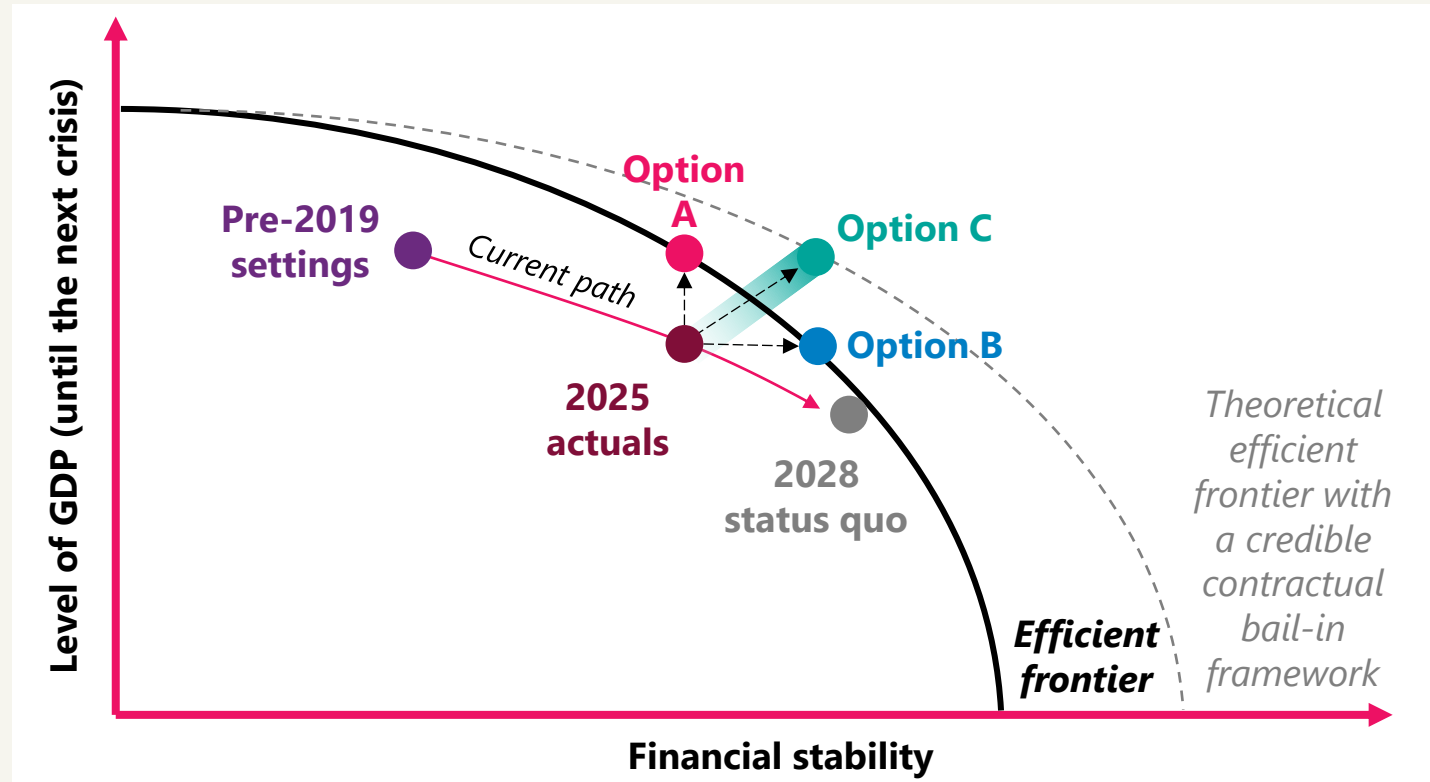 Level of GDP (until the next crisis)
Option
A
Pre-2019
settings
Current path
Option C
Option B
2025
actuals
2028
status quo
Theoretical
efficient
frontier with
a credible
contractual
bail-in
framework
Efficient
frontier
Financial stability